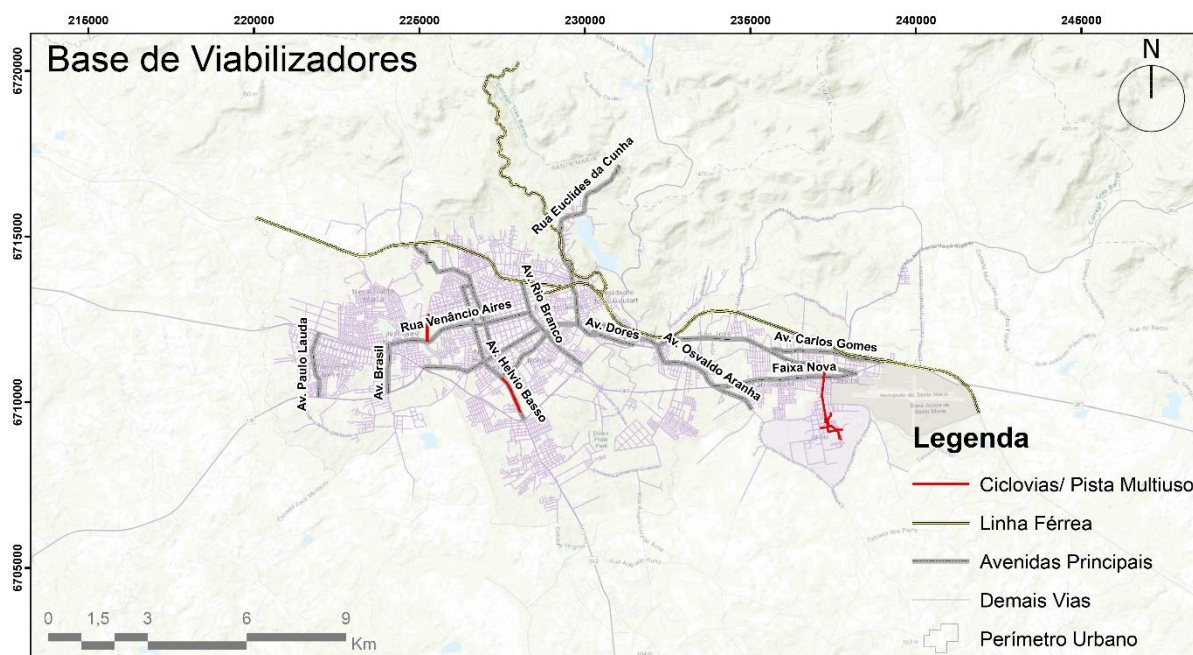 215000 220000 225000 230000 235000 240000 245000
Base de Viabilizadores
N
6720000
6715000
6710000
6705000
Rua Euclides da Cunha
Av. Rio Branco
Rua Venâncio Aires
Av. Paulo Lauda
Av. Brasil
Av. Helvio Basso
Av. Dores
Av. Osvaldo Aranha
Av. Carlos Gomes
Faixa Nova
Legenda
Ciclovias/ Pista Multiuso
Linha Férrea
Avenidas Principais
Demais Vias
Perímetro Urbano
0 1,5 3 6 9
Km